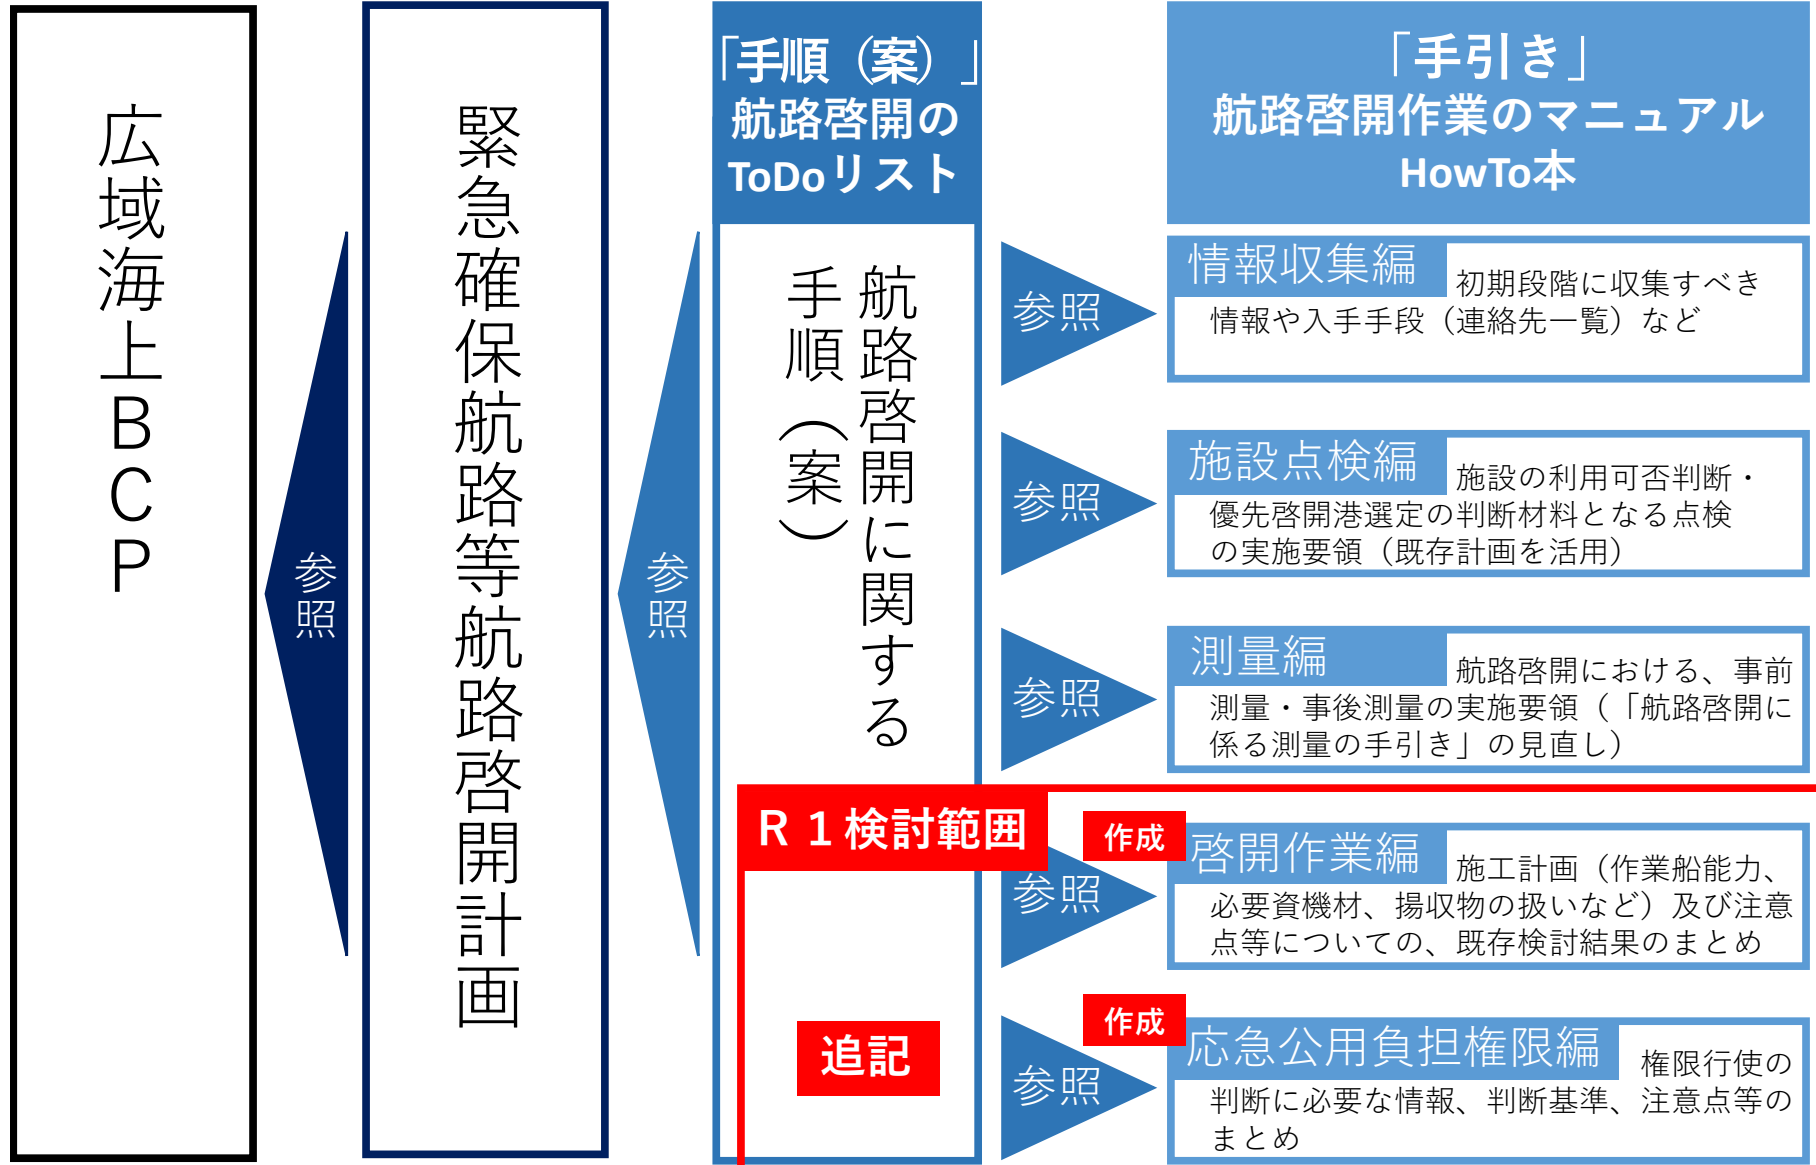 広域海上ＢＣＰ
参照
緊急確保航路等航路啓開計画
参照
「手順（案）」
航路啓開の
ToDoリスト
航路啓開に関する
手順（案）
「手引き」
航路啓開作業のマニュアル
HowTo本
参照
情報収集編
初期段階に収集すべき
情報や入手手段（連絡先一覧）など
参照
施設点検編
施設の利用可否判断・
優先啓開港選定の判断材料となる点検
の実施要領（既存計画を活用）
参照
測量編
航路啓開における、事前
測量・事後測量の実施要領（「航路啓開に
係る測量の手引き」の見直し）
Ｒ１検討範囲
参照
作成
啓開作業編
施工計画（作業船能力、
必要資機材、揚収物の扱いなど）及び注意
点等についての、既存検討結果のまとめ
追記
参照
作成
応急公用負担権限編
権限行使の
判断に必要な情報、判断基準、注意点等の
まとめ